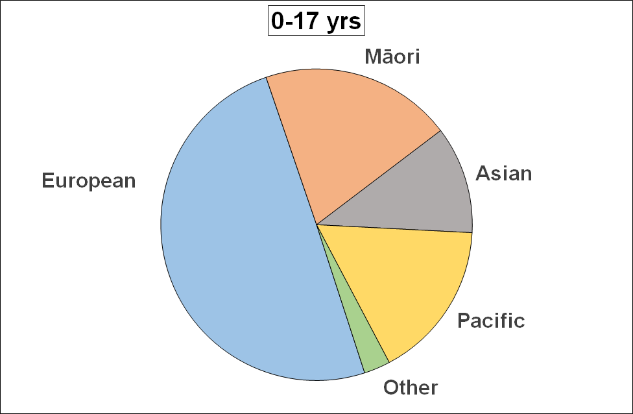 0-17 yrs
Māori
Asian
European
Pacific
Other